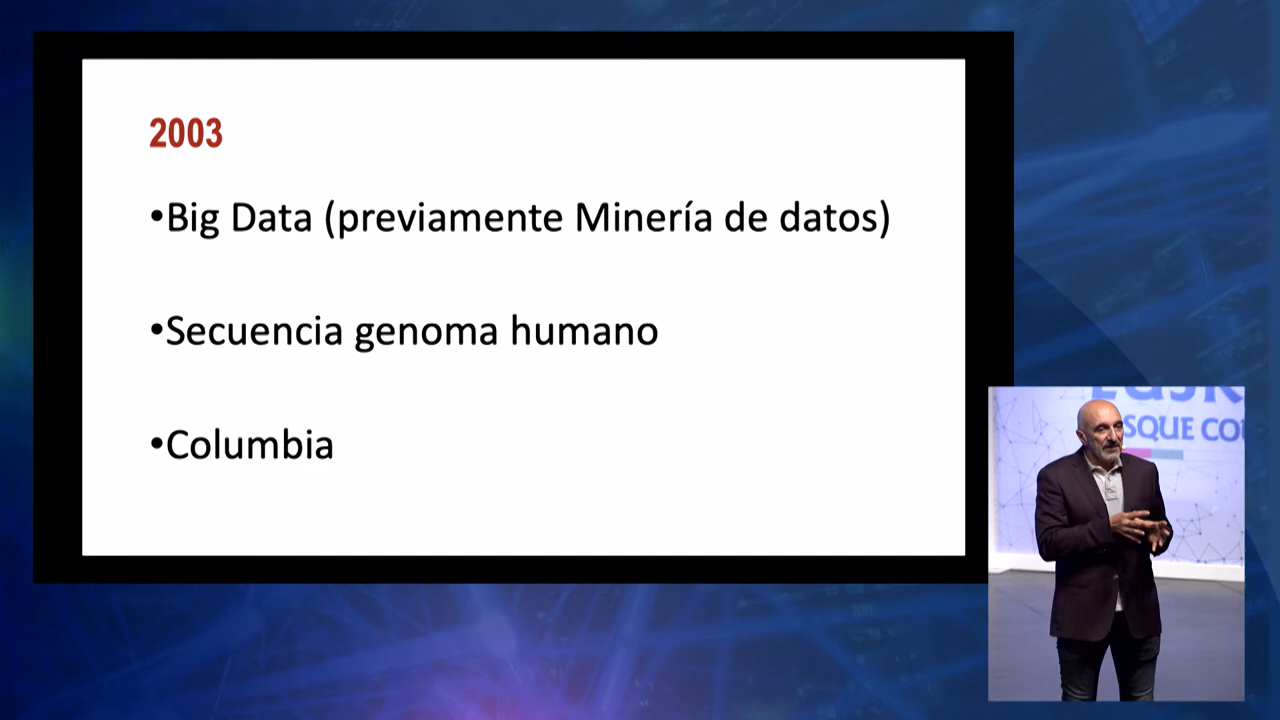 2003
•Big Data (previamente Minería de datos)
•Secuencia genoma humano
•Columbia